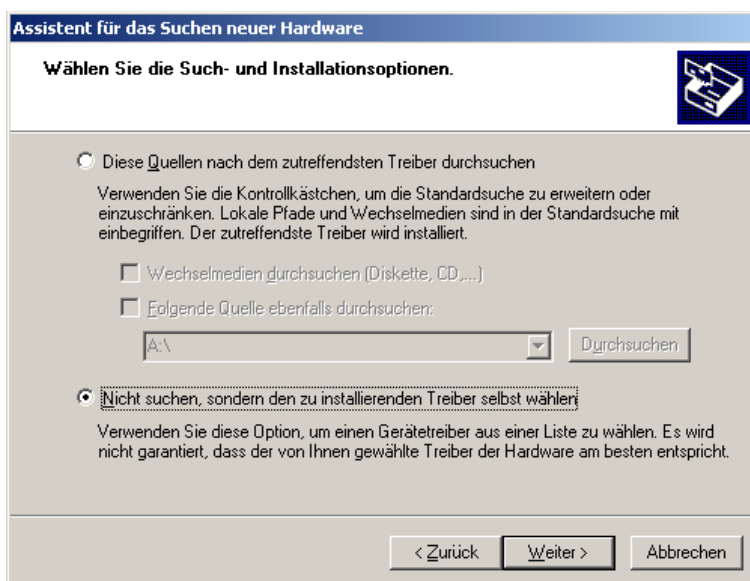 Assistent für das Suchen neuer Hardware
Wählen Sie die Such- und Installationsoptionen.
Diese Quellen nach dem zutreffendsten Treiber durchsuchen
Verwenden Sie die Kontrollkästchen, um die Standardsuche zu erweitern oder
einzuschränken. Lokale Pfade und Wechselmedien sind in der Standardsuche mit
einbegriffen. Der zutreffendste Treiber wird installiert.
Wechselmedien durchsuchen (Diskette, CD,...)
Folgende Quelle ebenfalls durchsuchen:
A:\
Durchsuchen
Nicht suchen, sondern den zu installierenden Treiber selbst wählen
Verwenden Sie diese Option, um einen Gerätetreiber aus einer Liste zu wählen. Es wird
nicht garantiert, dass der von Ihnen gewählte Treiber der Hardware am besten entspricht.
< Zurück Weiter > Abbrechen